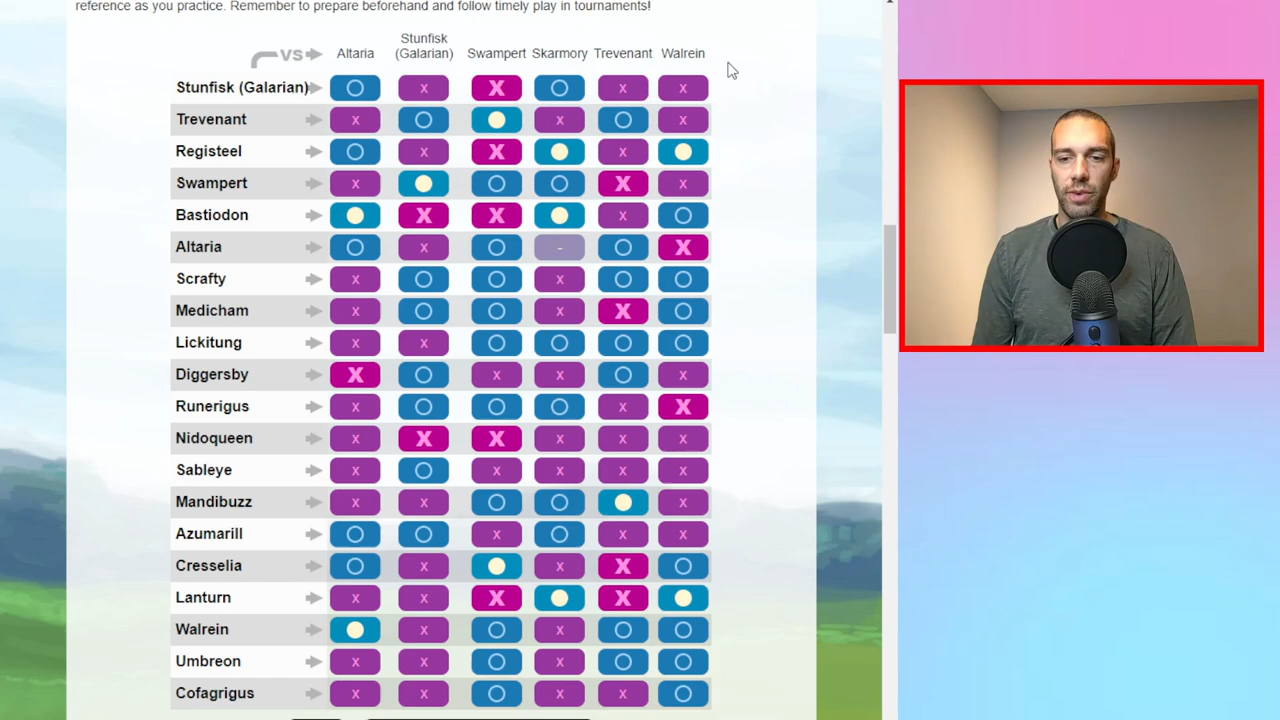 reference as you practice. Remember to prepare beforehand and follow timely play in tournaments!
VS Altaria Stunfisk (Galarian) Swampert Skarmory Trevenant Walrein
Stunfisk (Galarian) O x X O x x
Trevenant x O x O x
Registeel O x X x
Swampert x O O X x
Bastiodon X X x O
Altaria O x O - O X
Scrafty x O O x O O
Medicham x O O x X O
Lickitung x x O O O O
Diggersby X O x x O x
Runerigus x O O O x X
Nidoqueen x X X x x x
Sableye x O x x x x
Mandibuzz x x O O x
Azumarill O O x O x x
Cresselia O x x X O
Lanturn x x X X
Walrein x O x O O
Umbreon x x O x O O
Cofagrigus x x O x x O